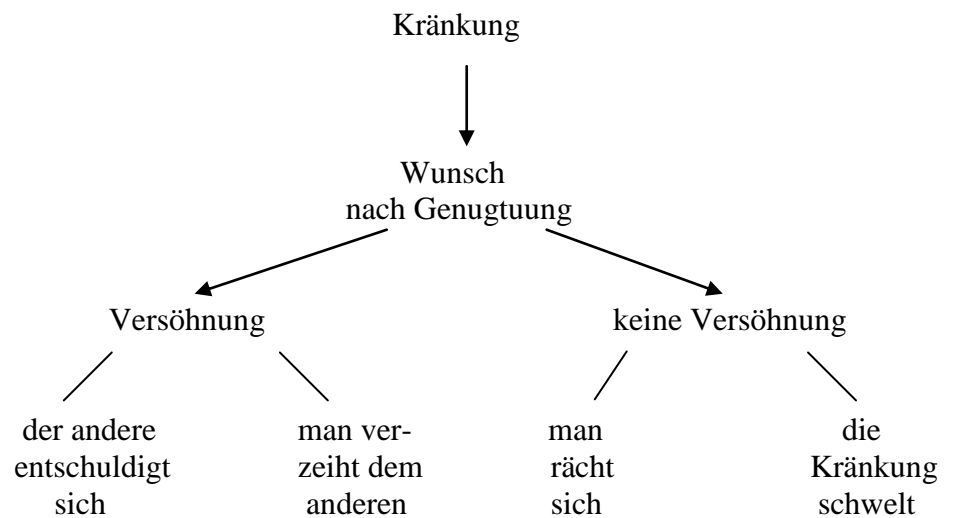 Kränkung
Wunsch
nach Genugtuung
Versöhnung
keine Versöhnung
der andere
entschuldigt
sich
man ver-
zeiht dem
anderen
man
rächt
sich
die
Kränkung
schwelt